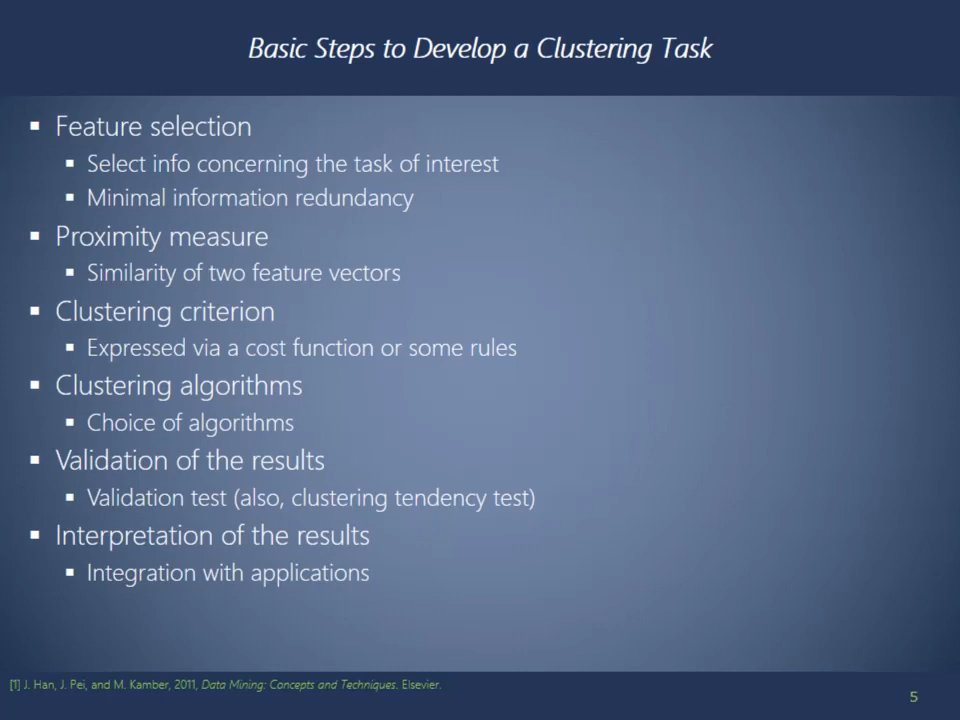 Basic Steps to Develop a Clustering Task
▪ Feature selection
▪ Select info concerning the task of interest
▪ Minimal information redundancy
▪ Proximity measure
▪ Similarity of two feature vectors
▪ Clustering criterion
▪ Expressed via a cost function or some rules
▪ Clustering algorithms
▪ Choice of algorithms
▪ Validation of the results
▪ Validation test (also, clustering tendency test)
▪ Interpretation of the results
▪ Integration with applications
[1] J. Han, J. Pei, and M. Kamber, 2011, Data Mining: Concepts and Techniques. Elsevier.
5